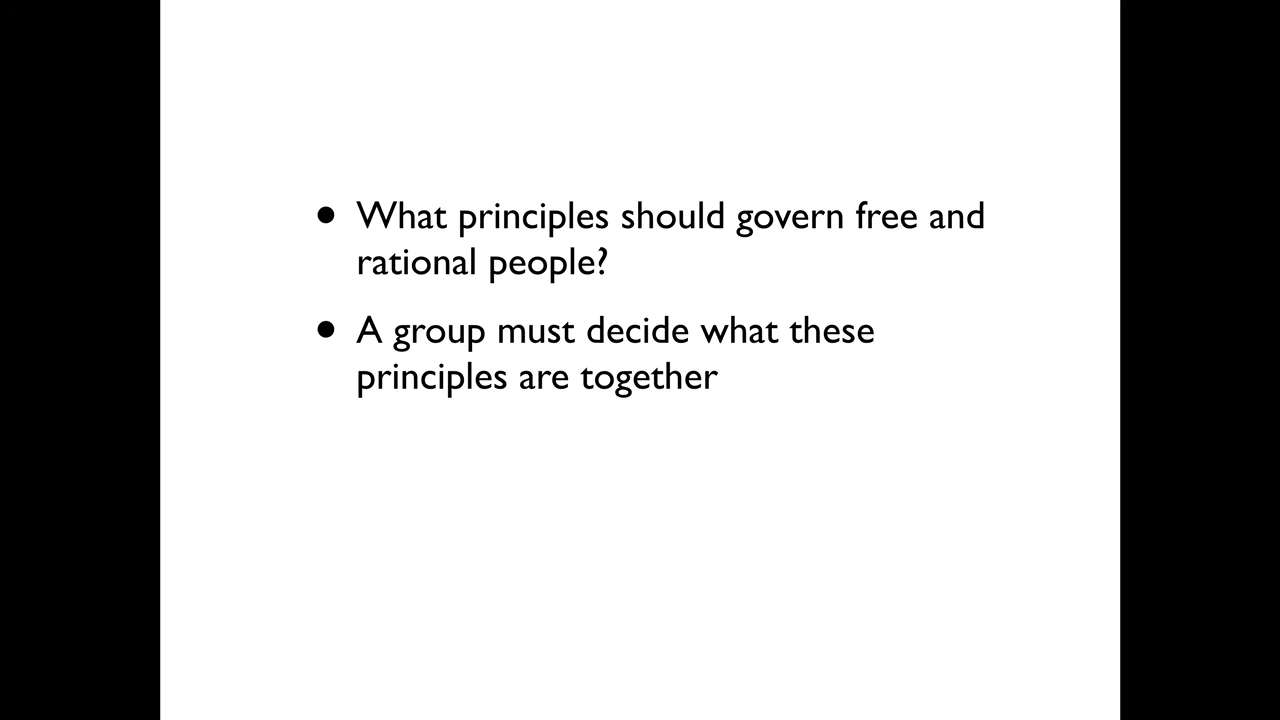 • What principles should govern free and
rational people?
• A group must decide what these
principles are together